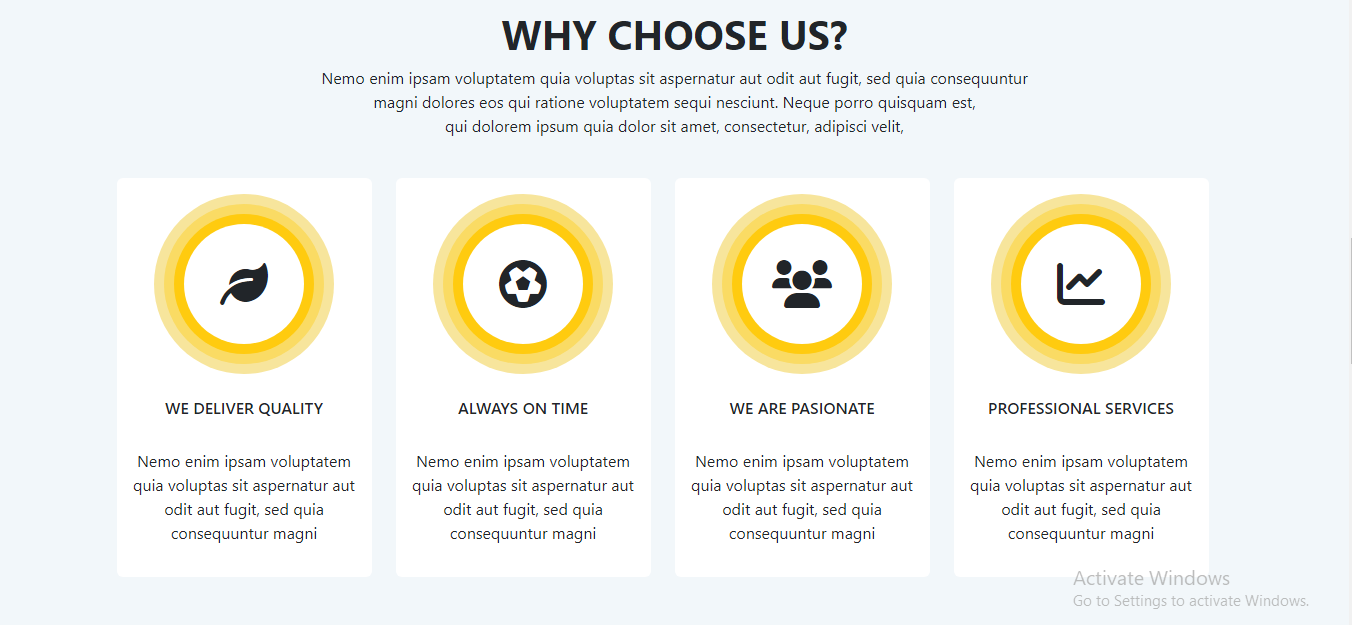 WHY CHOOSE US?
Nemo enim ipsam voluptatem quia voluptas sit aspernatur aut odit aut fugit, sed quia consequuntur
magni dolores eos qui ratione voluptatem sequi nesciunt. Neque porro quisquam est,
qui dolorem ipsum quia dolor sit amet, consectetur, adipisci velit,
WE DELIVER QUALITY
Nemo enim ipsam voluptatem
quia voluptas sit aspernatur aut
odit aut fugit, sed quia
consequuntur magni
ALWAYS ON TIME
Nemo enim ipsam voluptatem
quia voluptas sit aspernatur aut
odit aut fugit, sed quia
consequuntur magni
WE ARE PASIONATE
Nemo enim ipsam voluptatem
quia voluptas sit aspernatur aut
odit aut fugit, sed quia
consequuntur magni
PROFESSIONAL SERVICES
Nemo enim ipsam voluptatem
quia voluptas sit aspernatur aut
odit aut fugit, sed quia
consequuntur magni
Activate Windows
Go to Settings to activate Windows.